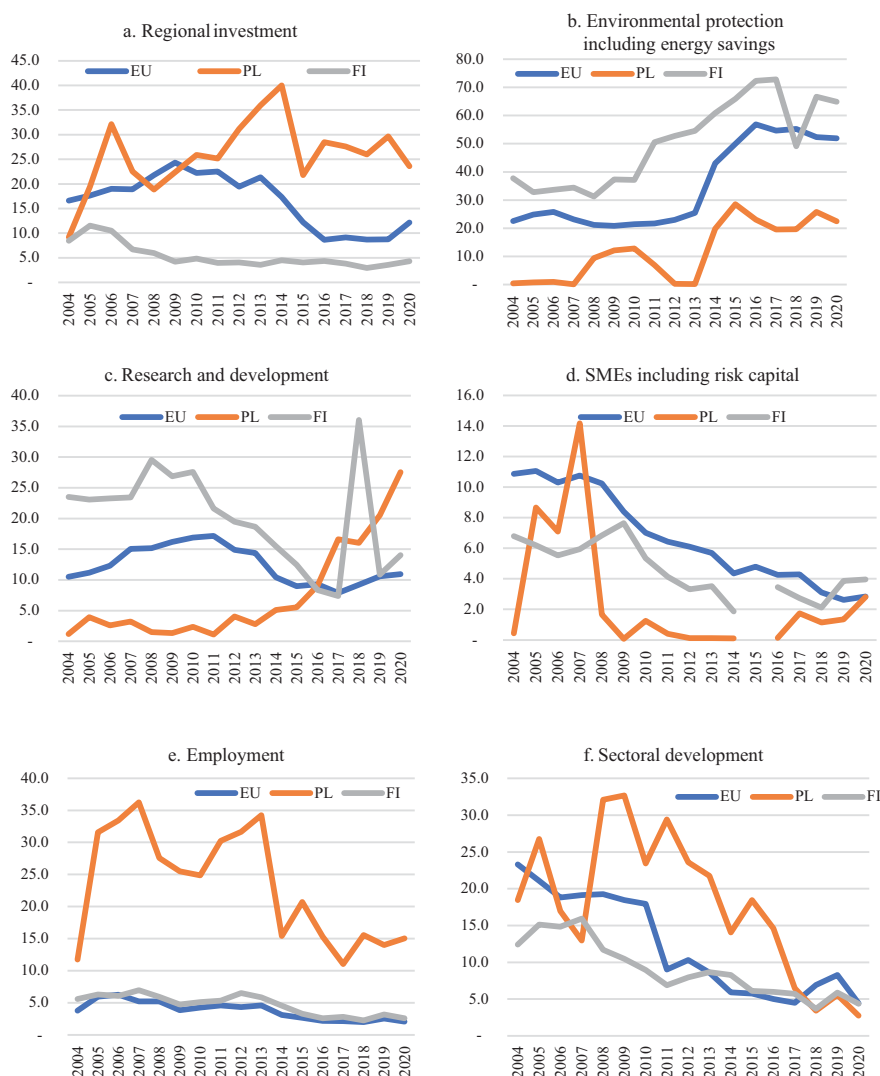 a. Regional investment
45.0
EU PL FI
40.0
35.0
30.0
25.0
20.0
15.0
10.0
5.0
-
2004 2005 2006 2007 2008 2009 2010 2011 2012 2013 2014 2015 2016 2017 2018 2019 2020
b. Environmental protection
including energy savings
80.0
EU PL FI
70.0
60.0
50.0
40.0
30.0
20.0
10.0
-
2004 2005 2006 2007 2008 2009 2010 2011 2012 2013 2014 2015 2016 2017 2018 2019 2020
c. Research and development
40.0
EU PL FI
35.0
30.0
25.0
20.0
15.0
10.0
5.0
-
2004 2005 2006 2007 2008 2009 2010 2011 2012 2013 2014 2015 2016 2017 2018 2019 2020
d. SMEs including risk capital
16.0
EU PL FI
14.0
12.0
10.0
8.0
6.0
4.0
2.0
-
2004 2005 2006 2007 2008 2009 2010 2011 2012 2013 2014 2015 2016 2017 2018 2019 2020
e. Employment
40.0
EU PL FI
35.0
30.0
25.0
20.0
15.0
10.0
5.0
-
2004 2005 2006 2007 2008 2009 2010 2011 2012 2013 2014 2015 2016 2017 2018 2019 2020
f. Sectoral development
35.0
EU PL FI
30.0
25.0
20.0
15.0
10.0
5.0
-
2004 2005 2006 2007 2008 2009 2010 2011 2012 2013 2014 2015 2016 2017 2018 2019 2020